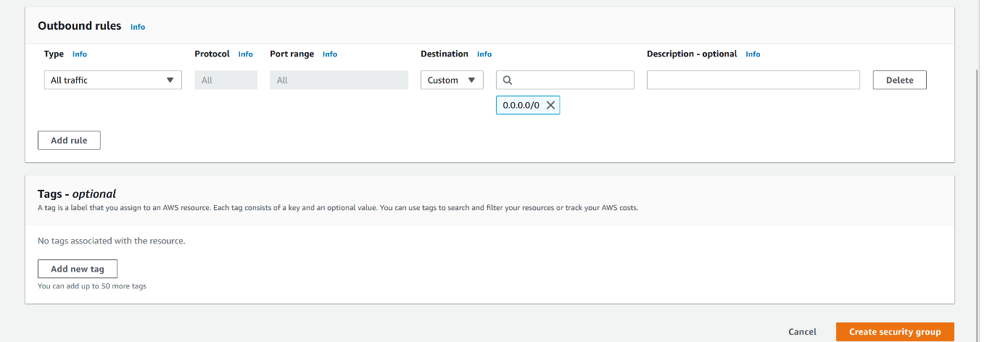 Outbound rules Info
Type Info Protocol Info Port range Info Destination Info Description - optional Info
All traffic All All Custom Delete
0.0.0.0/0
Add rule
Tags - optional
A tag is a label that you assign to an AWS resource. Each tag consists of a key and an optional value. You can use tags to search and filter your resources or track your AWS costs.
No tags associated with the resource.
Add new tag
You can add up to 50 more tags
Cancel Create security group